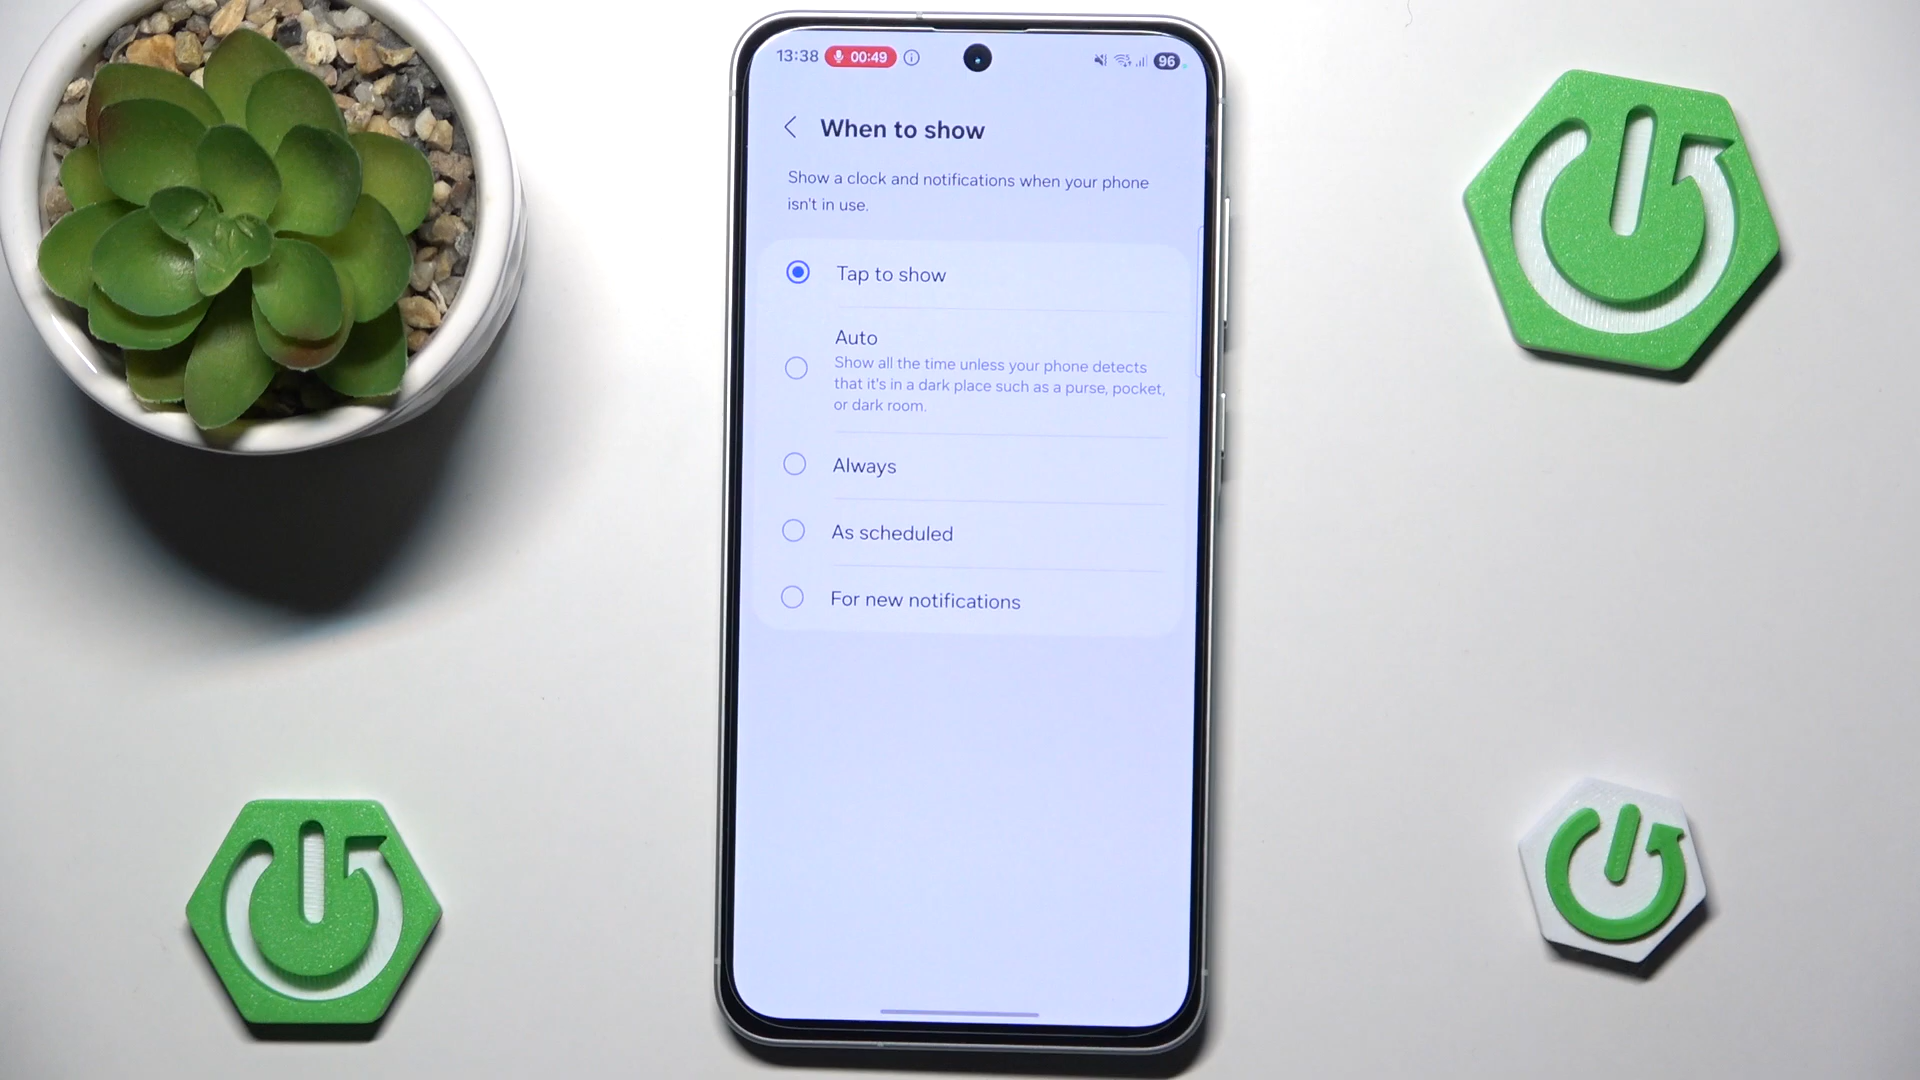 13:38 00:49 96
When to show
Show a clock and notifications when your phone
isn't in use.
Tap to show
Auto
Show all the time unless your phone detects
that it's in a dark place such as a purse, pocket,
or dark room.
Always
As scheduled
For new notifications